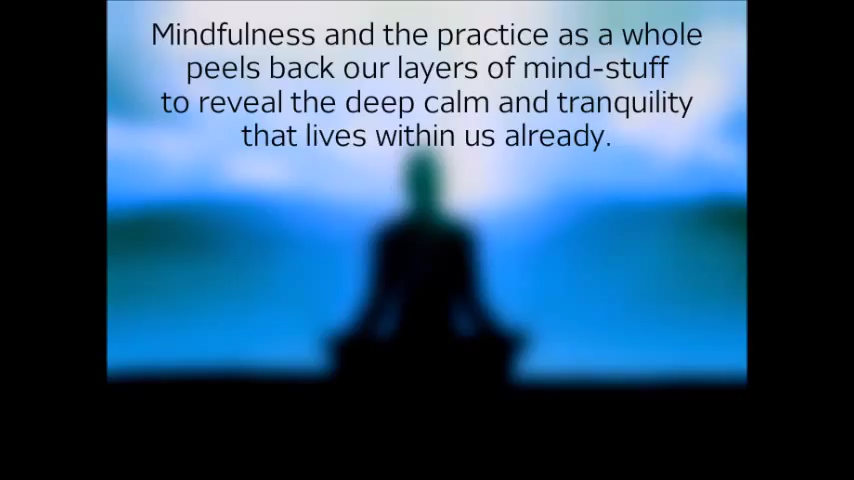 Mindfulness and the practice as a whole
peels back our layers of mind-stuff
to reveal the deep calm and tranquility
that lives within us already.